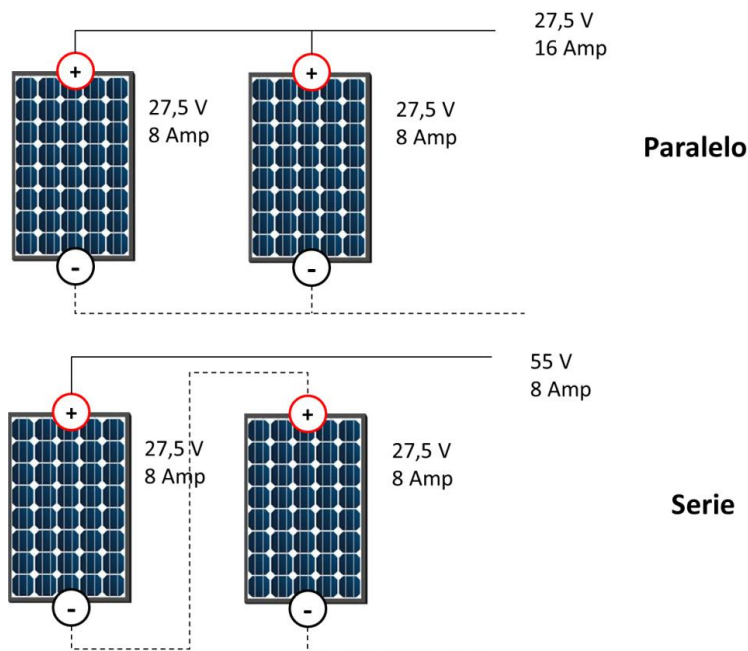 27,5 V
16 Amp
+
+
27,5 V
8 Amp
27,5 V
8 Amp
Paralelo
-
-
55 V
8 Amp
+
+
27,5 V
8 Amp
27,5 V
8 Amp
Serie
-
-